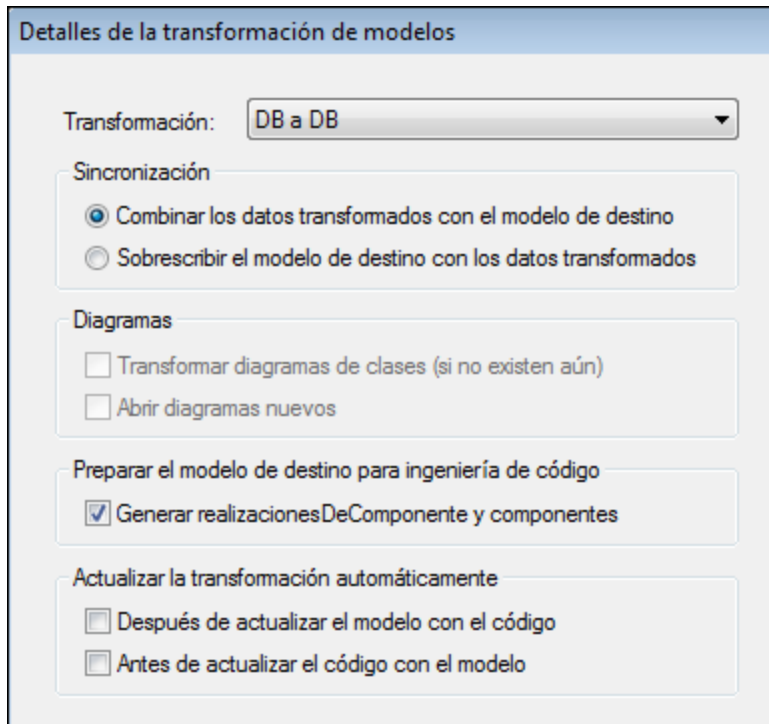 Detalles de la transformación de modelos
Transformación: DB a DB
Sincronización
Combinar los datos transformados con el modelo de destino
Sobrescribir el modelo de destino con los datos transformados
Diagramas
Transformar diagramas de clases (si no existen aún)
Abrir diagramas nuevos
Preparar el modelo de destino para ingeniería de código
Generar realizacionesDeComponente y componentes
Actualizar la transformación automáticamente
Después de actualizar el modelo con el código
Antes de actualizar el código con el modelo